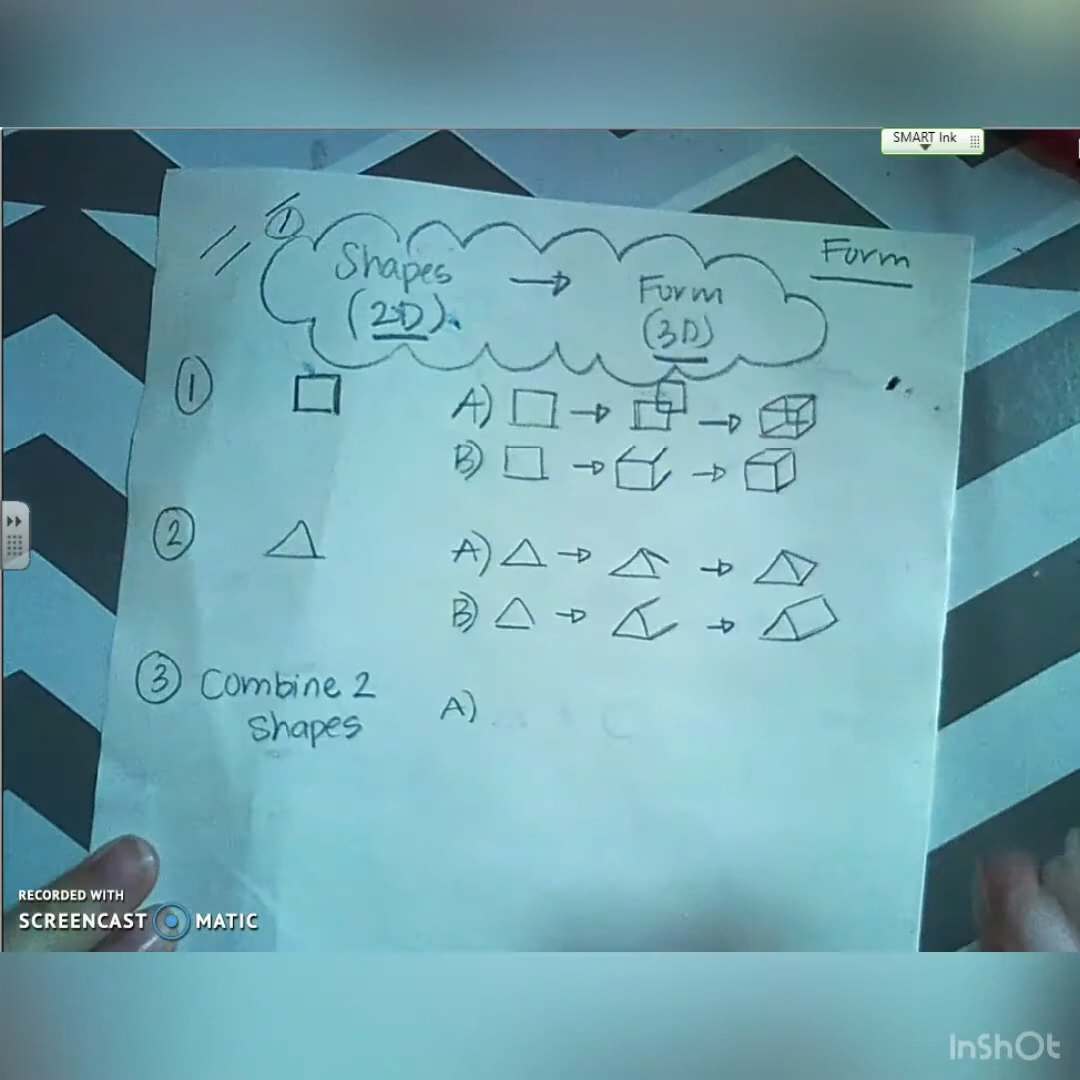 SMART Ink
①
Form
Shapes → Form
(2D). (3D)
①
A)
B)
②
A)
B)
③ Combine 2
Shapes
A)
RECORDED WITH
SCREENCAST MATIC
InShOt